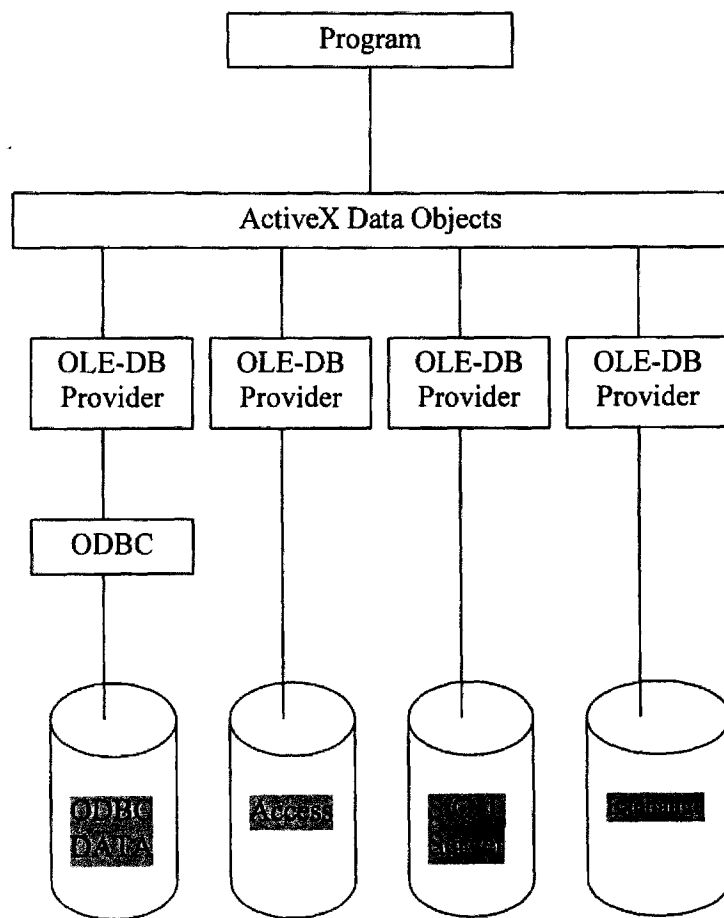 Program
ActiveX Data Objects
OLE-DB
Provider
OLE-DB
Provider
OLE-DB
Provider
OLE-DB
Provider
ODBC
ODBC
DATA
Access